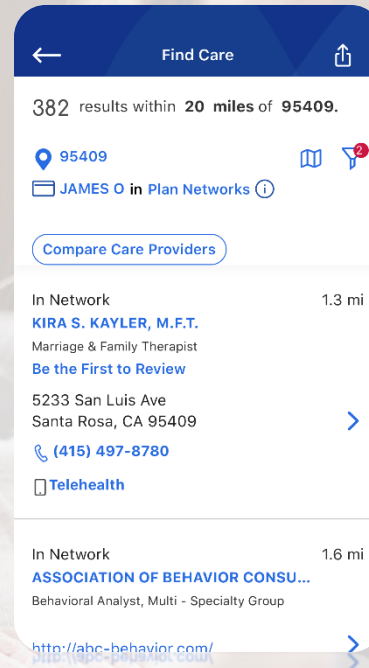 Find Care
382 results within 20 miles of 95409.
95409
2
JAMES O in Plan Networks
Compare Care Providers
In Network 1.3 mi
KIRA S. KAYLER, M.F.T.
Marriage & Family Therapist
Be the First to Review
5233 San Luis Ave
Santa Rosa, CA 95409
(415) 497-8780
Telehealth
In Network 1.6 mi
ASSOCIATION OF BEHAVIOR CONSU...
Behavioral Analyst, Multi - Specialty Group
http://abc-behavior.com/